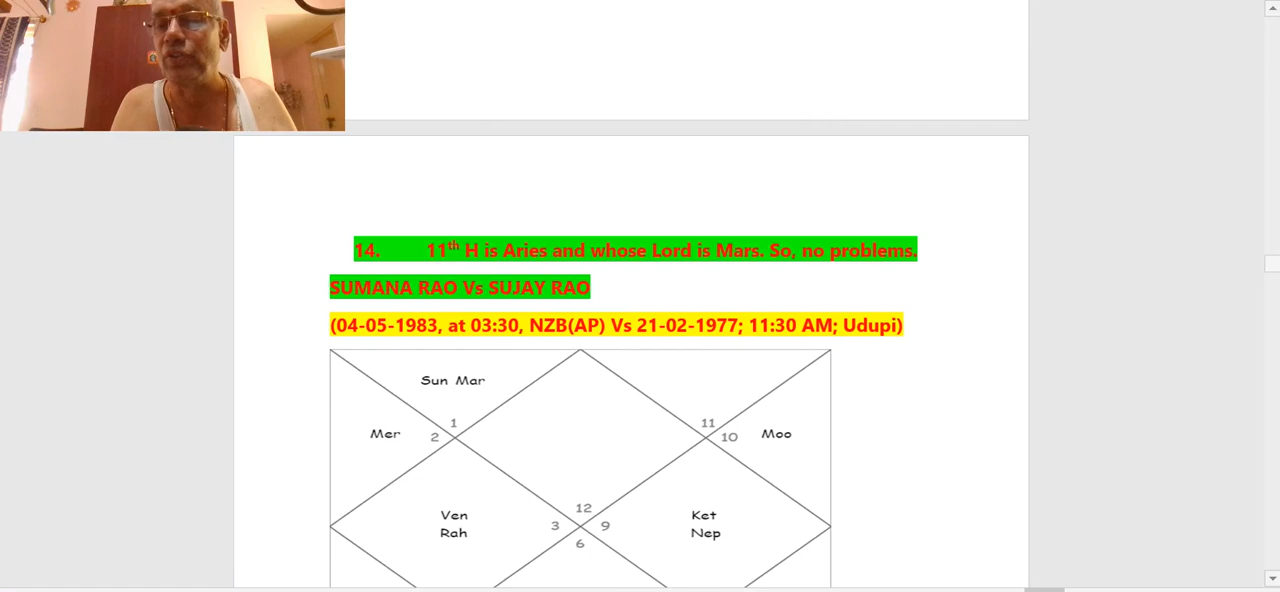 14. 11th H is Aries and whose Lord is Mars. So, no problems.
SUMANA RAO Vs SUJAY RAO
(04-05-1983, at 03:30, NZB(AP) Vs 21-02-1977; 11:30 AM; Udupi)
Sun Mar
1
11
Mer
2
10
Moo
12
Ven
Rah
3
9
Ket
Nep
6